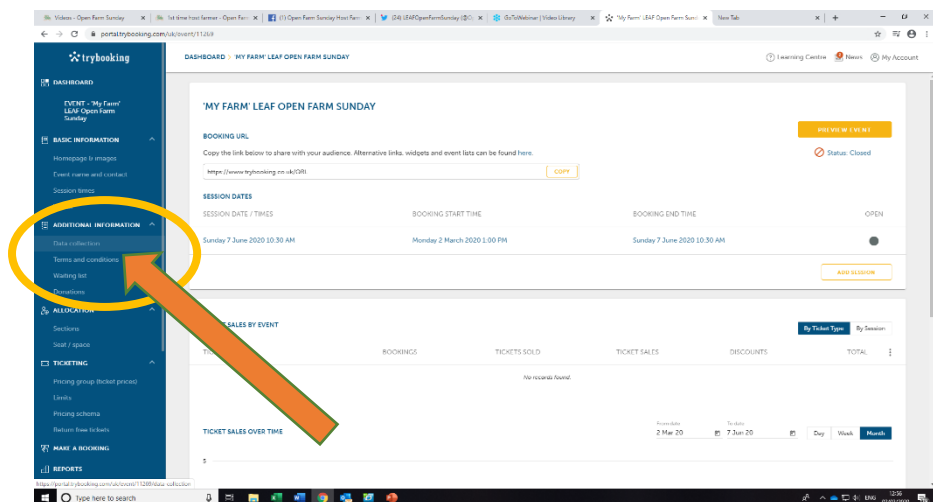 Videos - Open Farm Sunday
1st time host farmer - Open Farm
(1) Open Farm Sunday Host Farm
(24) LEAFOpenFarmSunday (@O
GoToWebinar | Video Library
'My Farm' LEAF Open Farm Sund
New Tab
portal.trybooking.com/uk/event/11269
trybooking
DASHBOARD > 'MY FARM' LEAF OPEN FARM SUNDAY
Learning Centre News My Account
DASHBOARD
EVENT - 'My Farm'
LEAF Open Farm
Sunday
BASIC INFORMATION
Homepage & images
Event name and contact
Session times
ADDITIONAL INFORMATION
Data collection
Terms and conditions
Waiting list
Donations
ALLOCATION
Sections
Seat / space
TICKETING
Pricing group (ticket prices)
Limits
Pricing schema
Return free tickets
MAKE A BOOKING
REPORTS
'MY FARM' LEAF OPEN FARM SUNDAY
PREVIEW EVENT
BOOKING URL
Status: Closed
Copy the link below to share with your audience. Alternative links, widgets and event lists can be found here.
COPY
SESSION DATES
SESSION DATE / TIMES BOOKING START TIME BOOKING END TIME OPEN
Sunday 7 June 2020 10:30 AM Monday 2 March 2020 1:00 PM Sunday 7 June 2020 10:30 AM
ADD SESSION
SALES BY EVENT
By Ticket Type By Session
BOOKINGS TICKETS SOLD TICKET SALES DISCOUNTS TOTAL
No records found.
TICKET SALES OVER TIME
From date To date
2 Mar 20 7 Jun 20 Day Week Month
$
https://portal.trybooking.com/uk/event/11269/data-collection
Type here to search
ENG 12:56